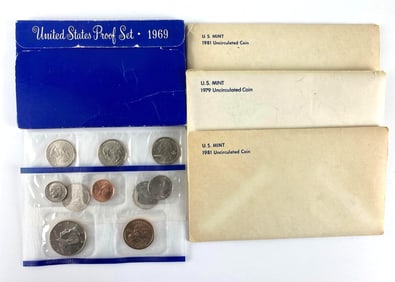 United States Proof Set • 1969
U.S. MINT
1981 Uncirculated Coin
U.S. MINT
1979 Uncirculated Coin
U.S. MINT
1981 Uncirculated Coin